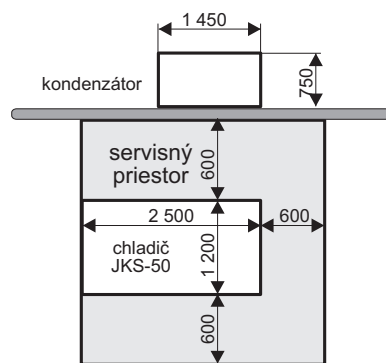 1 450
kondenzátor
750
servisný
priestor
600
2 500
600
chladič
JKS-50
1 200
600